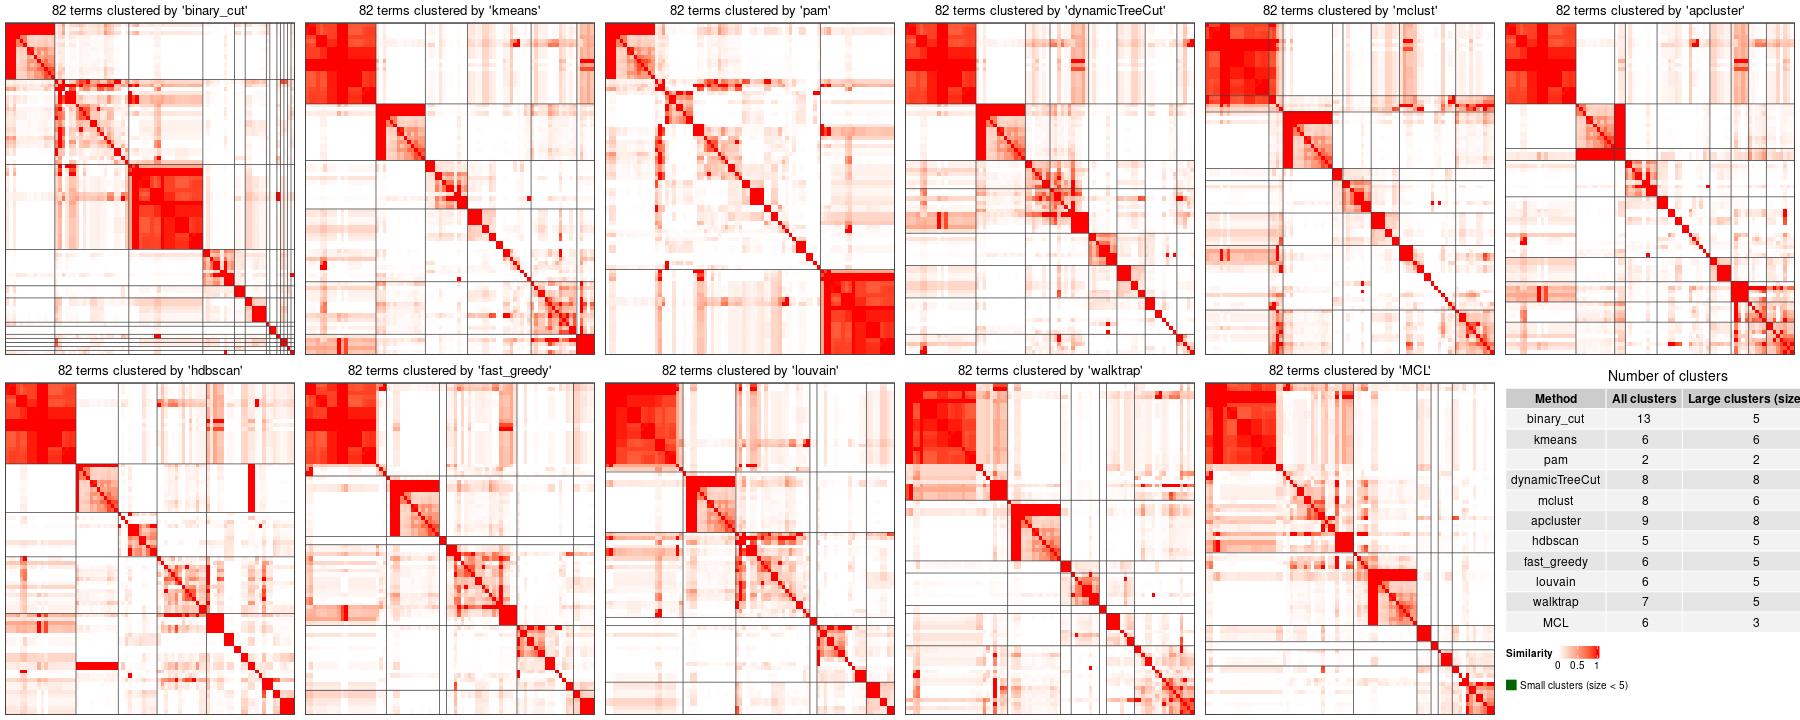 82 terms clustered by 'binary_cut'
82 terms clustered by 'kmeans'
82 terms clustered by 'pam'
82 terms clustered by 'dynamicTreeCut'
82 terms clustered by 'mclust'
82 terms clustered by 'apcluster'
82 terms clustered by 'hdbscan'
82 terms clustered by 'fast_greedy'
82 terms clustered by 'louvain'
82 terms clustered by 'walktrap'
82 terms clustered by 'MCL'
Number of clusters
Method All clusters Large clusters (size
binary_cut 13 5
kmeans 6 6
pam 2 2
dynamicTreeCut 8 8
mclust 8 6
apcluster 9 8
hdbscan 5 5
fast_greedy 6 5
louvain 6 5
walktrap 7 5
MCL 6 3
Similarity
0 0.5 1
Small clusters (size < 5)